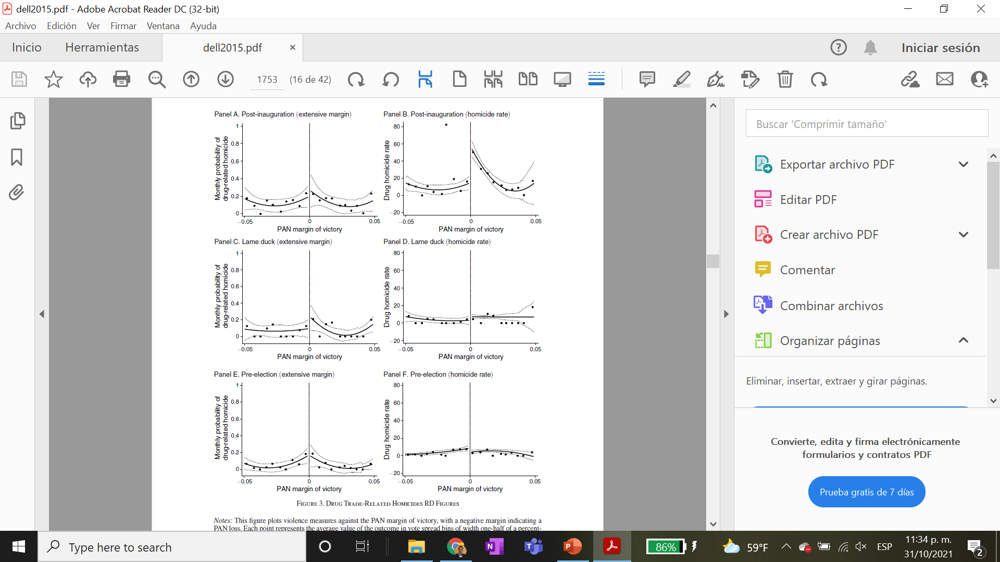 dell2015.pdf - Adobe Acrobat Reader DC (32-bit)
Archivo Edición Ver Firmar Ventana Ayuda
Inicio Herramientas dell2015.pdf × Iniciar sesión
1753 (16 de 42)
Panel A. Post-inauguration (extensive margin)
Monthly probability of
drug-related homicide
1
0.8
0.6
0.4
0.2
0
−0.05 0 0.05
PAN margin of victory
Panel B. Post-inauguration (homicide rate)
Drug homicide rate
80
60
40
20
0
−20
−0.05 0 0.05
PAN margin of victory
Panel C. Lame duck (extensive margin)
Monthly probability of
drug-related homicide
1
0.8
0.6
0.4
0.2
0
−0.05 0 0.05
PAN margin of victory
Panel D. Lame duck (homicide rate)
Drug homicide rate
80
60
40
20
0
−20
−0.05 0 0.05
PAN margin of victory
Panel E. Pre-election (extensive margin)
Monthly probability of
drug-related homicide
1
0.8
0.6
0.4
0.2
0
−0.05 0 0.05
PAN margin of victory
Panel F. Pre-election (homicide rate)
Drug homicide rate
80
60
40
20
0
−20
−0.05 0 0.05
PAN margin of victory
Figure 3. Drug Trade-Related Homicides RD Figures
Notes: This figure plots violence measures against the PAN margin of victory, with a negative margin indicating a
PAN loss. Each point represents the average value of the outcome in vote spread bins of width one-half of a percent-
Buscar 'Comprimir tamaño'
Exportar archivo PDF
Editar PDF
Crear archivo PDF
Comentar
Combinar archivos
Organizar páginas
Eliminar, insertar, extraer y girar páginas.
Convierte, edita y firma electrónicamente
formularios y contratos PDF
Prueba gratis de 7 días
Type here to search
86%
59°F
ESP
11:34 p. m.
31/10/2021
2